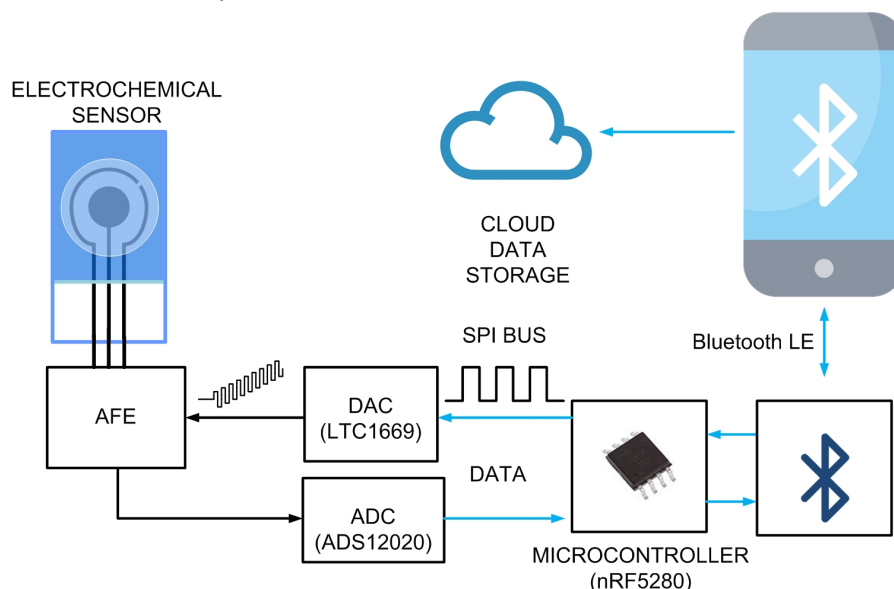 ELECTROCHEMICAL
SENSOR
CLOUD
DATA
STORAGE
SPI BUS
Bluetooth LE
AFE
DAC
(LTC1669)
DATA
ADC
(ADS12020)
MICROCONTROLLER
(nRF5280)